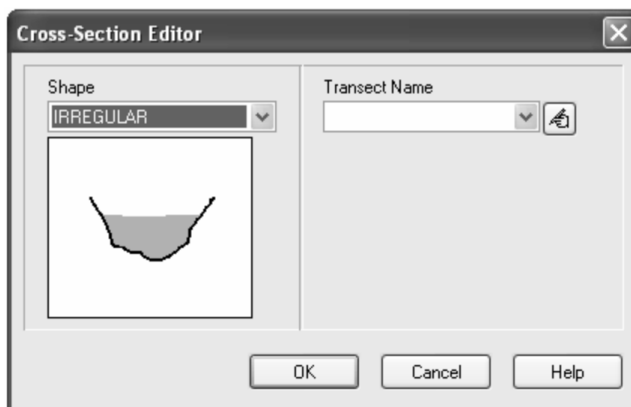 Cross-Section Editor
Shape
Transect Name
IRREGULAR
OK
Cancel
Help